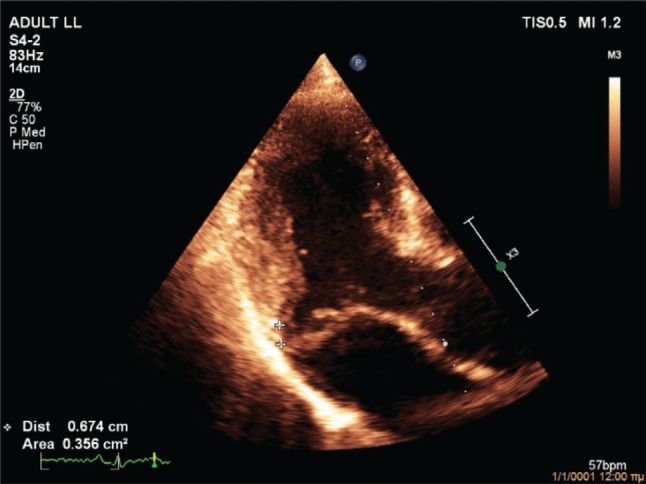 ADULT LL
S4-2
83Hz
14cm
2D
77%
C 50
P Med
HPen
TIS0.5 MI 1.2
M3
P
X3
Dist 0.674 cm
Area 0.356 cm²
57bpm
1/1/0001 12:00 πμ